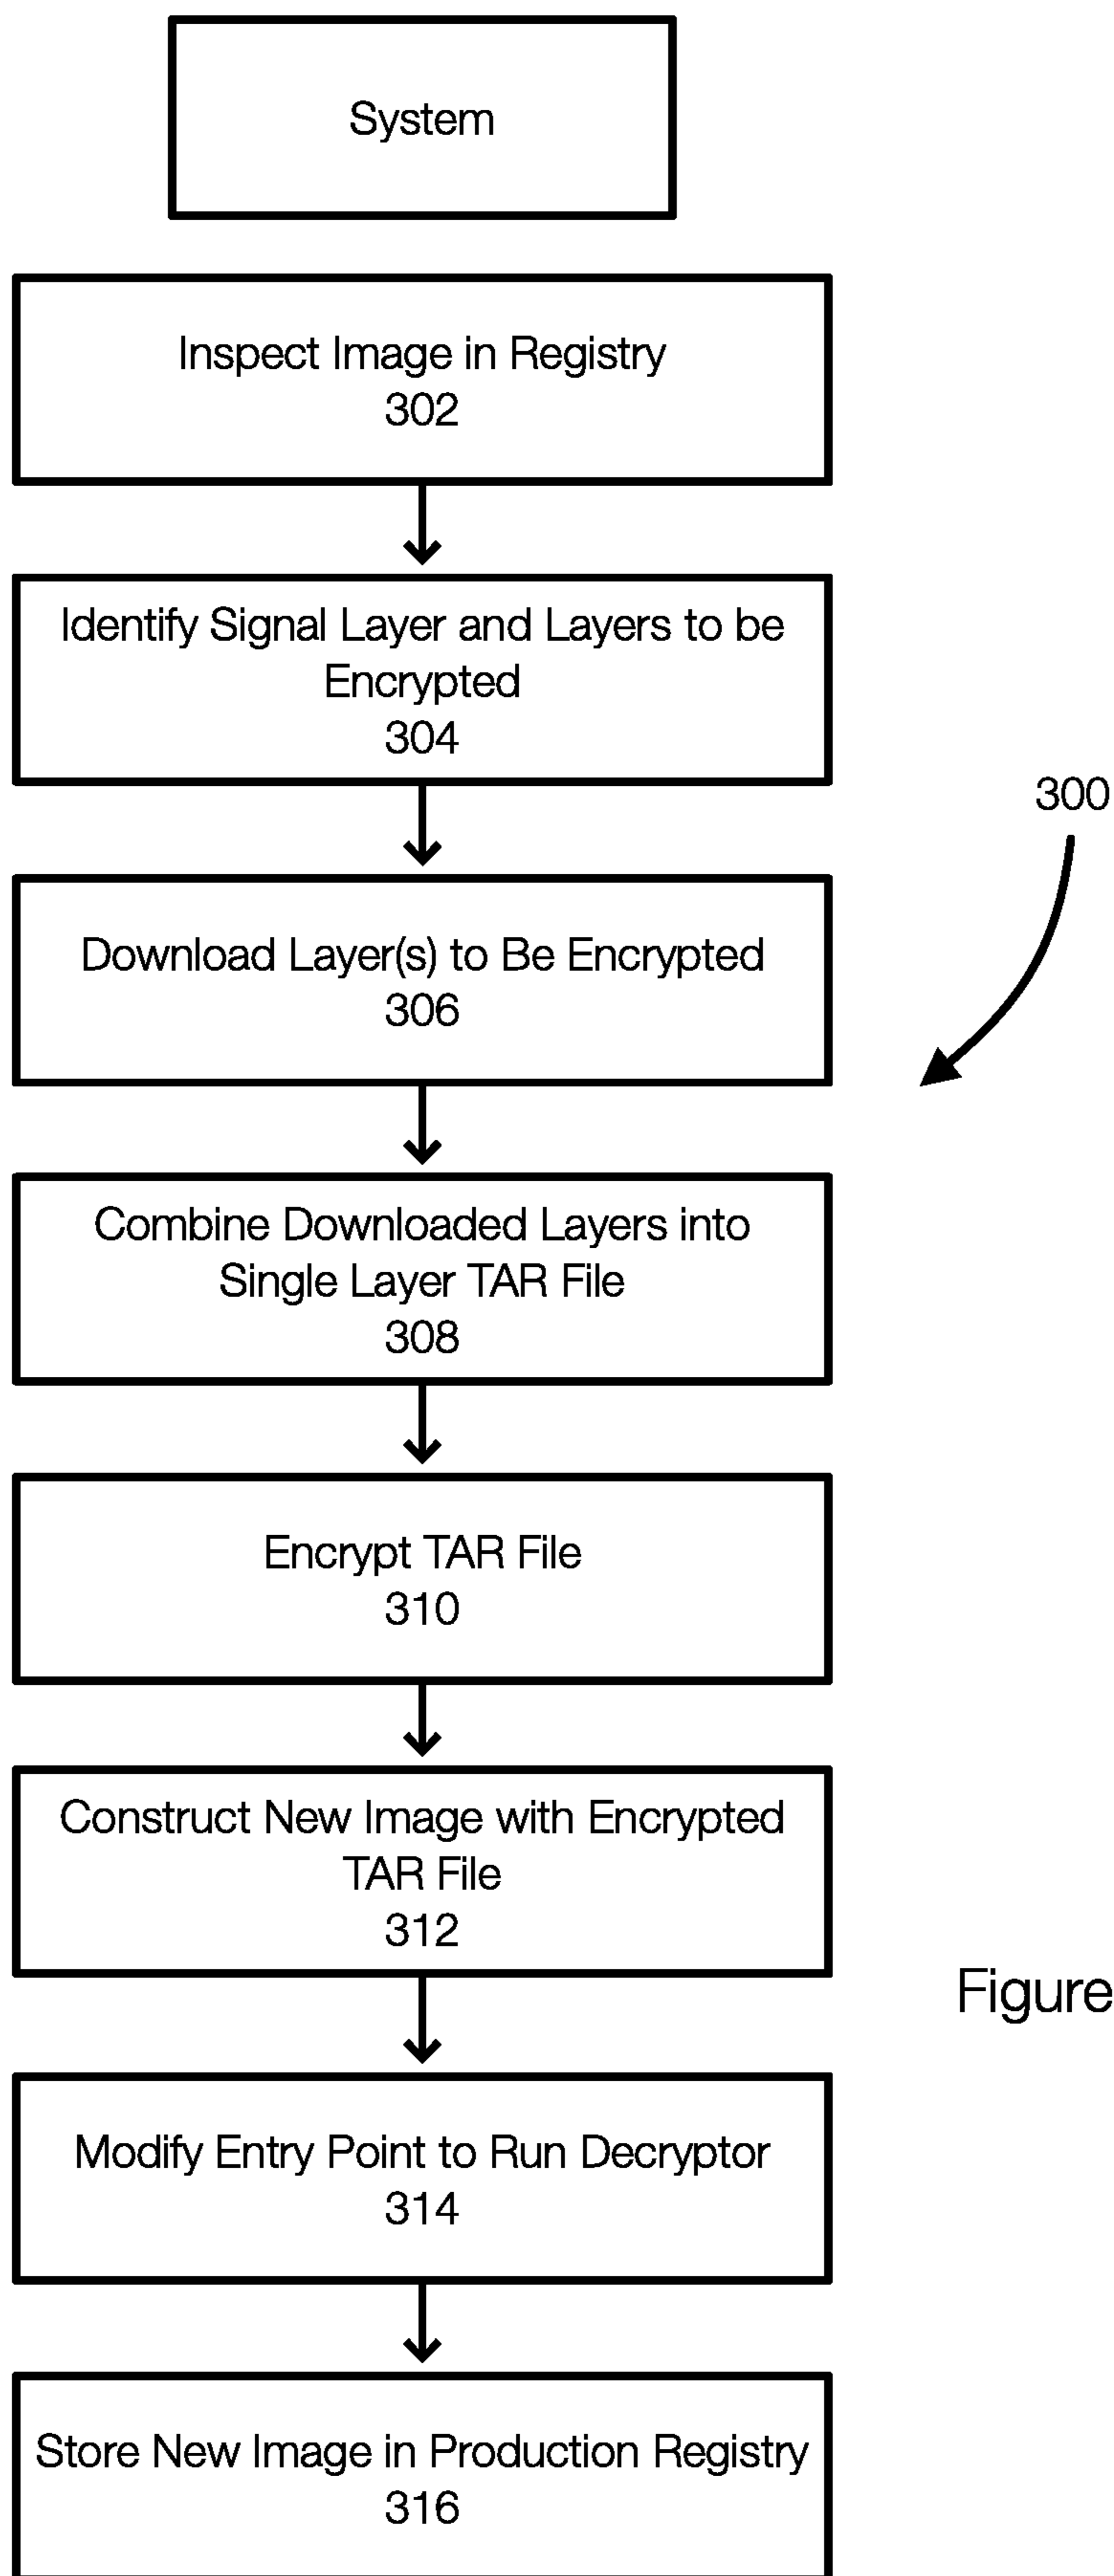 System
Inspect Image in Registry
302
Identify Signal Layer and Layers to be
Encrypted
304
300
Download Layer(s) to Be Encrypted
306
Combine Downloaded Layers into
Single Layer TAR File
308
Encrypt TAR File
310
Construct New Image with Encrypted
TAR File
312
Figure
Modify Entry Point to Run Decryptor
314
Store New Image in Production Registry
316